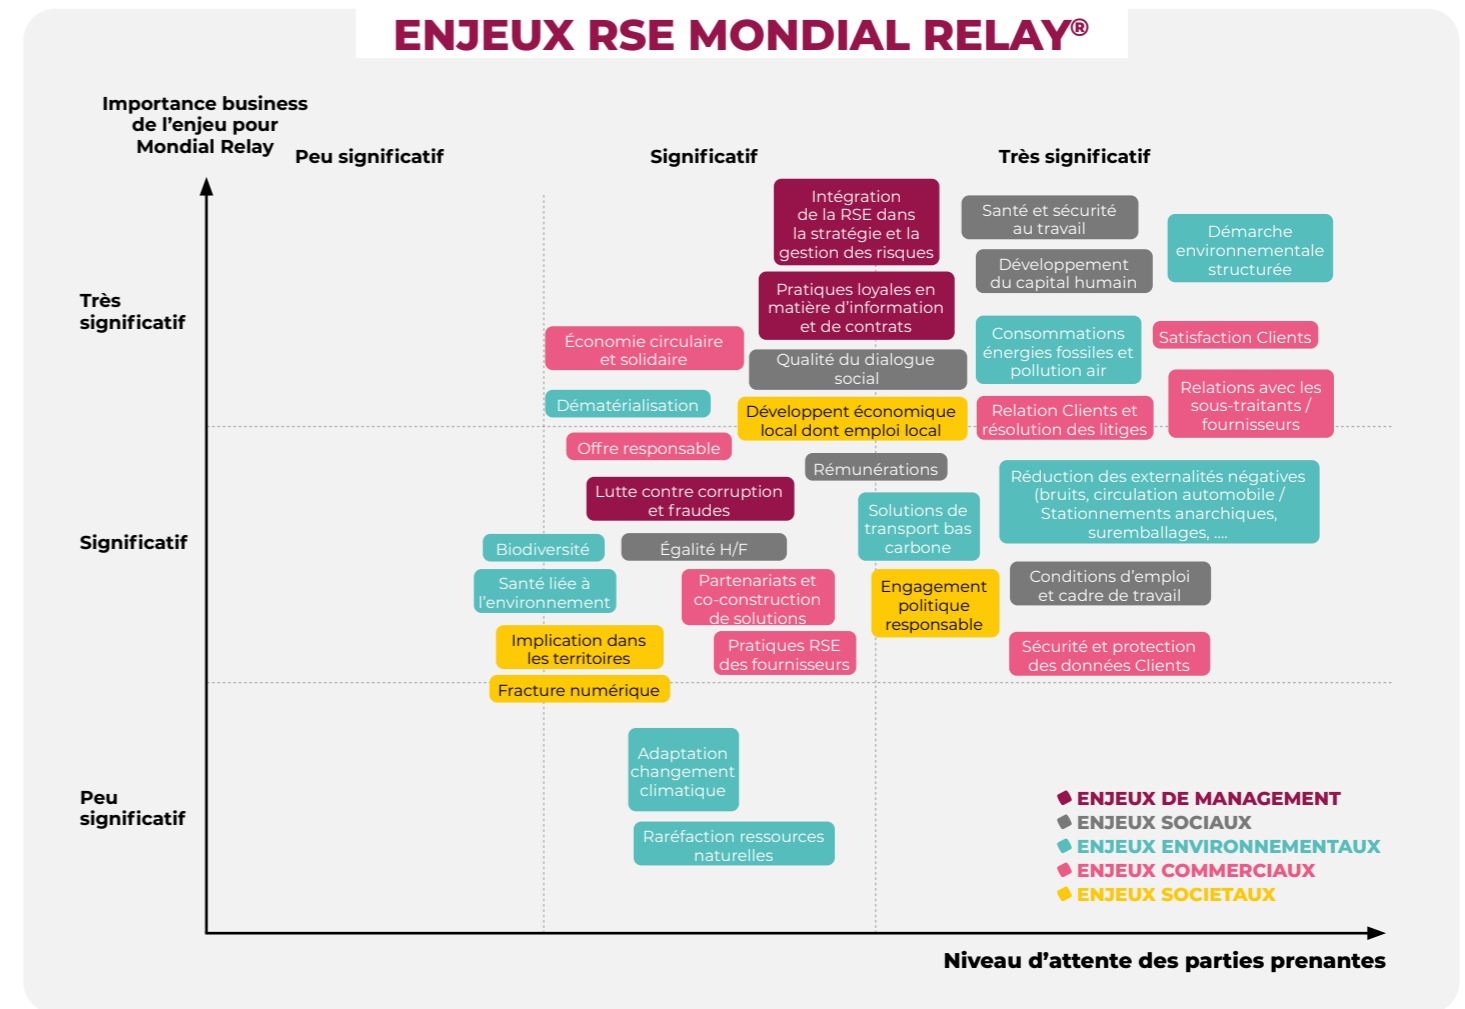 ENJEUX RSE MONDIAL RELAY®
Importance business
de l'enjeu pour
Mondial Relay
Peu significatif
Significatif
Très significatif
Très
significatif
Significatif
Peu
significatif
Intégration
de la RSE dans
la stratégie et la
gestion des risques
Santé et sécurité
au travail
Démarche
environnementale
structurée
Développement
du capital humain
Pratiques loyales en
matière d'information
et de contrats
Économie circulaire
et solidaire
Consommations
énergies fossiles et
pollution air
Satisfaction Clients
Qualité du dialogue
social
Relations avec les
sous-traitants /
fournisseurs
Dématérialisation
Développent économique
local dont emploi local
Relation Clients et
résolution des litiges
Offre responsable
Rémunérations
Réduction des externalités négatives
(bruits, circulation automobile /
Stationnements anarchiques,
suremballages, ....
Lutte contre corruption
et fraudes
Solutions de
transport bas
carbone
Biodiversité
Égalité H/F
Santé liée à
l'environnement
Partenariats et
co-construction
de solutions
Engagement
politique
responsable
Conditions d'emploi
et cadre de travail
Implication dans
les territoires
Pratiques RSE
des fournisseurs
Sécurité et protection
des données Clients
Fracture numérique
Adaptation
changement
climatique
Raréfaction ressources
naturelles
ENJEUX DE MANAGEMENT
ENJEUX SOCIAUX
ENJEUX ENVIRONNEMENTAUX
ENJEUX COMMERCIAUX
ENJEUX SOCIETAUX
Niveau d'attente des parties prenantes